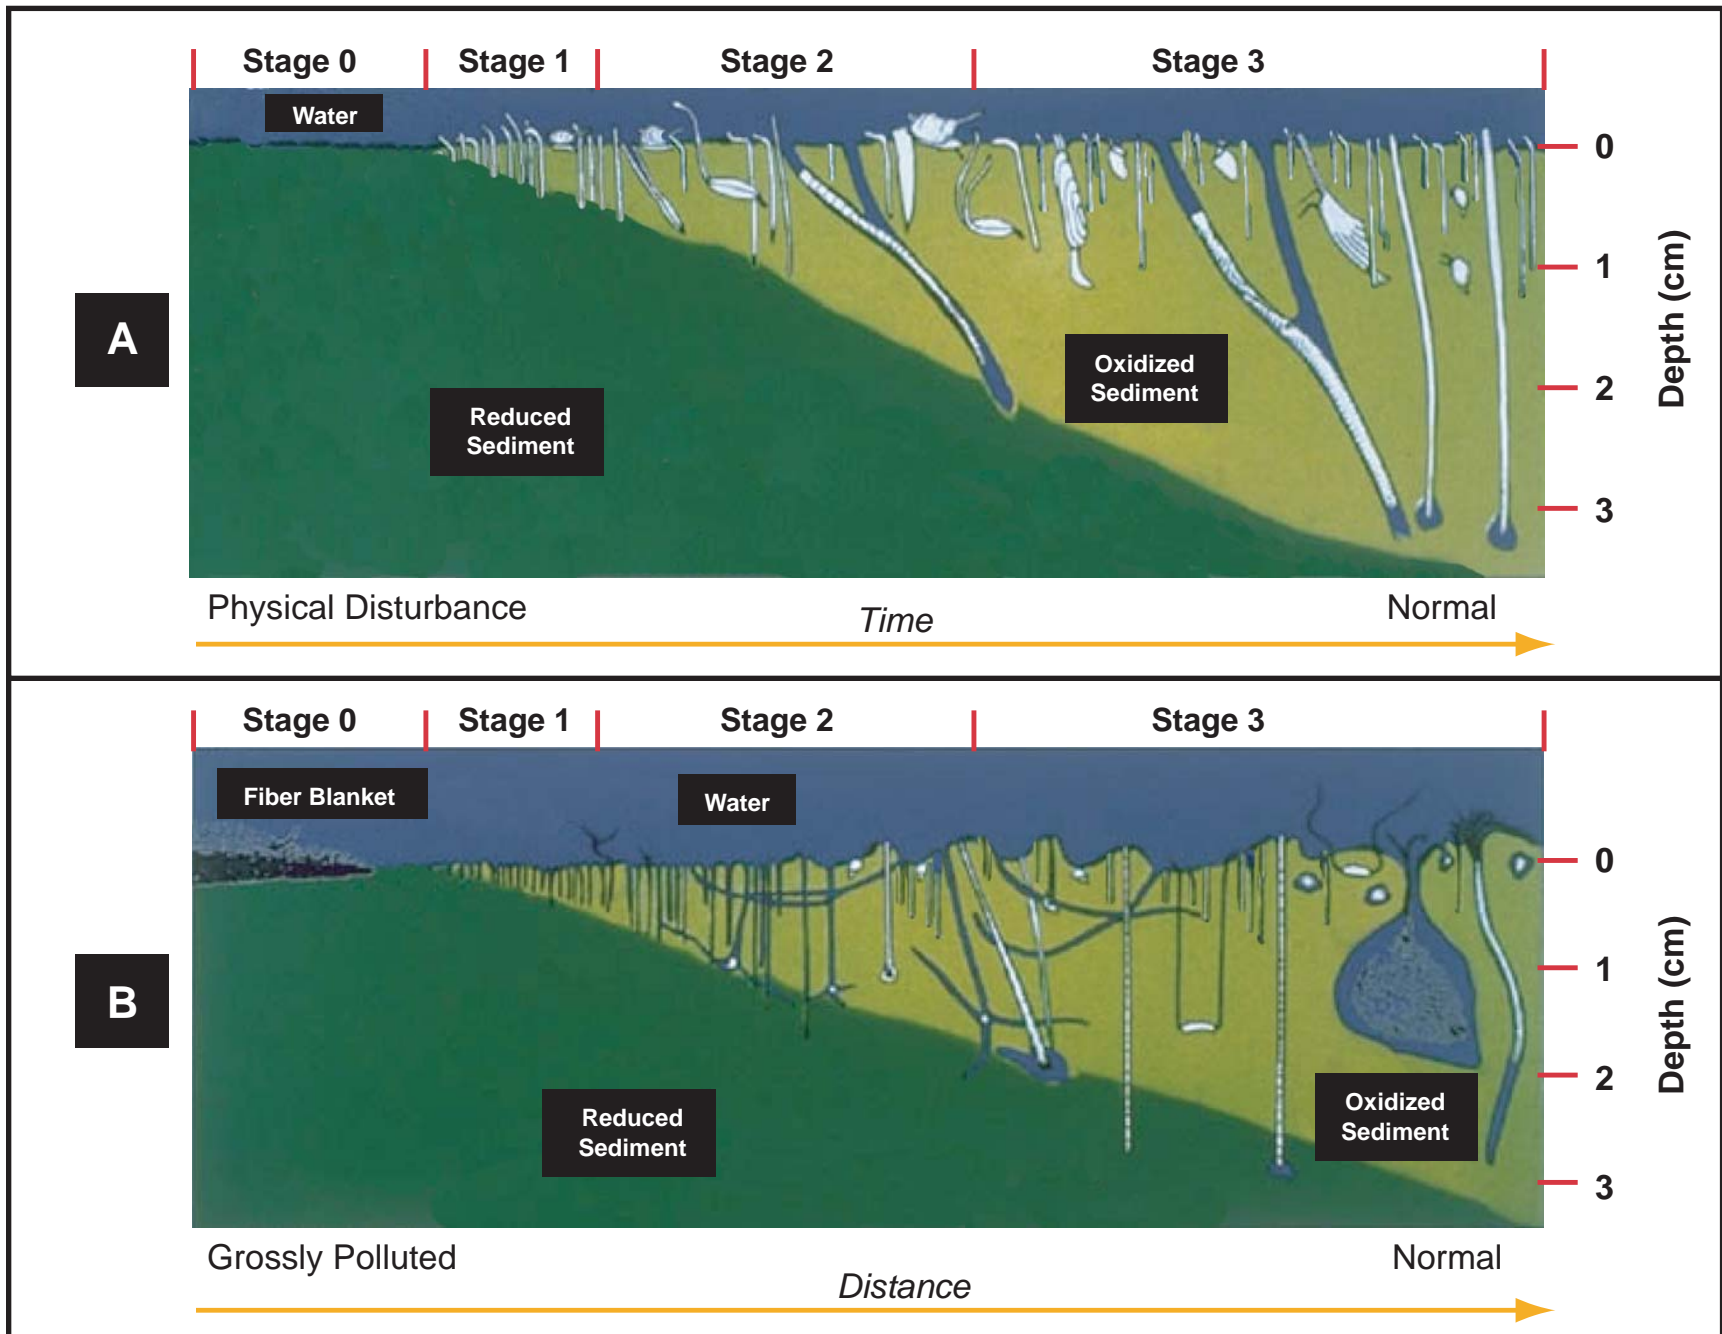 Stage 0 Stage 1 Stage 2 Stage 3
Water
0
1
2
3
Depth (cm)
A
Oxidized
Sediment
Reduced
Sediment
Physical Disturbance
Time
Normal
Stage 0 Stage 1 Stage 2 Stage 3
Fiber Blanket
Water
0
1
2
3
Depth (cm)
B
Reduced
Sediment
Oxidized
Sediment
Grossly Polluted
Distance
Normal